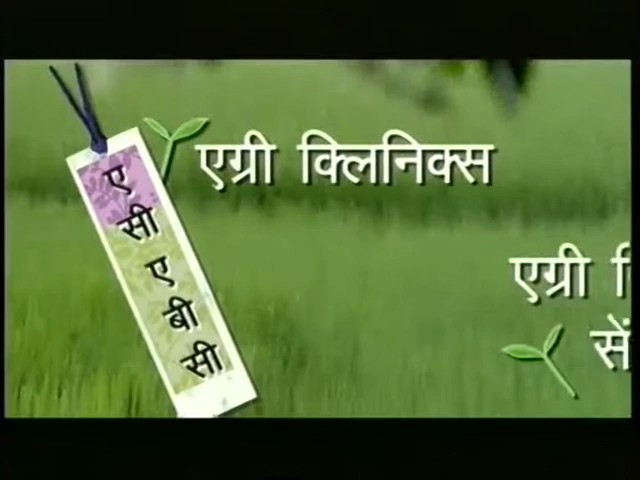 एग्री क्लिनिक्स
ए
सी
ए
बी
सी
एग्री
सें